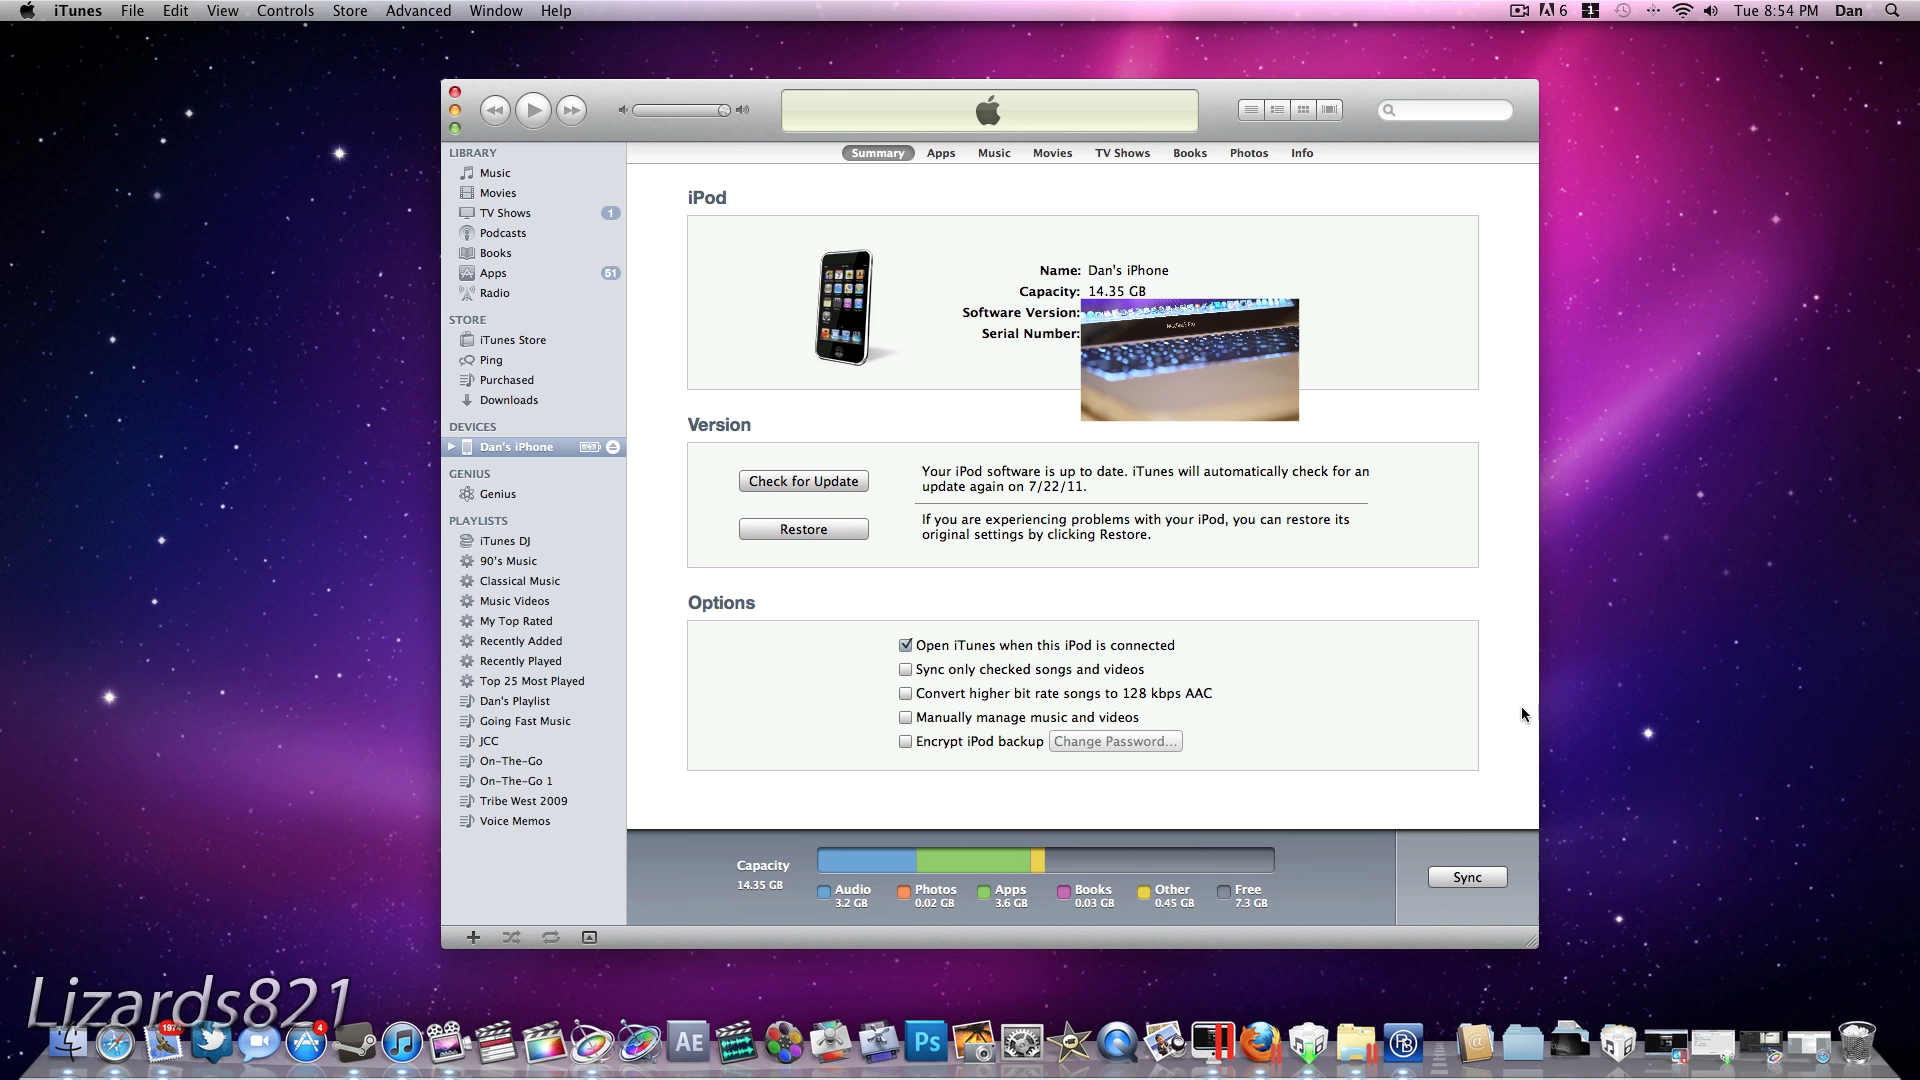 iTunes File Edit View Controls Store Advanced Window Help
6 1 Tue 8:54 PM Dan
LIBRARY
Music
Movies
TV Shows 1
Podcasts
Books
Apps 51
Radio
STORE
iTunes Store
Ping
Purchased
Downloads
DEVICES
Dan's iPhone
GENIUS
Genius
PLAYLISTS
iTunes DJ
90's Music
Classical Music
Music Videos
My Top Rated
Recently Added
Recently Played
Top 25 Most Played
Dan's Playlist
Going Fast Music
JCC
On-The-Go
On-The-Go 1
Tribe West 2009
Voice Memos
Summary Apps Music Movies TV Shows Books Photos Info
iPod
Name: Dan's iPhone
Capacity: 14.35 GB
Software Version:
Serial Number:
MacBook Pro
Version
Check for Update
Your iPod software is up to date. iTunes will automatically check for an
update again on 7/22/11.
Restore
If you are experiencing problems with your iPod, you can restore its
original settings by clicking Restore.
Options
Open iTunes when this iPod is connected
Sync only checked songs and videos
Convert higher bit rate songs to 128 kbps AAC
Manually manage music and videos
Encrypt iPod backup Change Password...
Capacity
14.35 GB
Audio Photos Apps Books Other Free
3.2 GB 0.02 GB 3.6 GB 0.03 GB 0.45 GB 7.3 GB
Sync
Lizards821
197 4
AE Ps